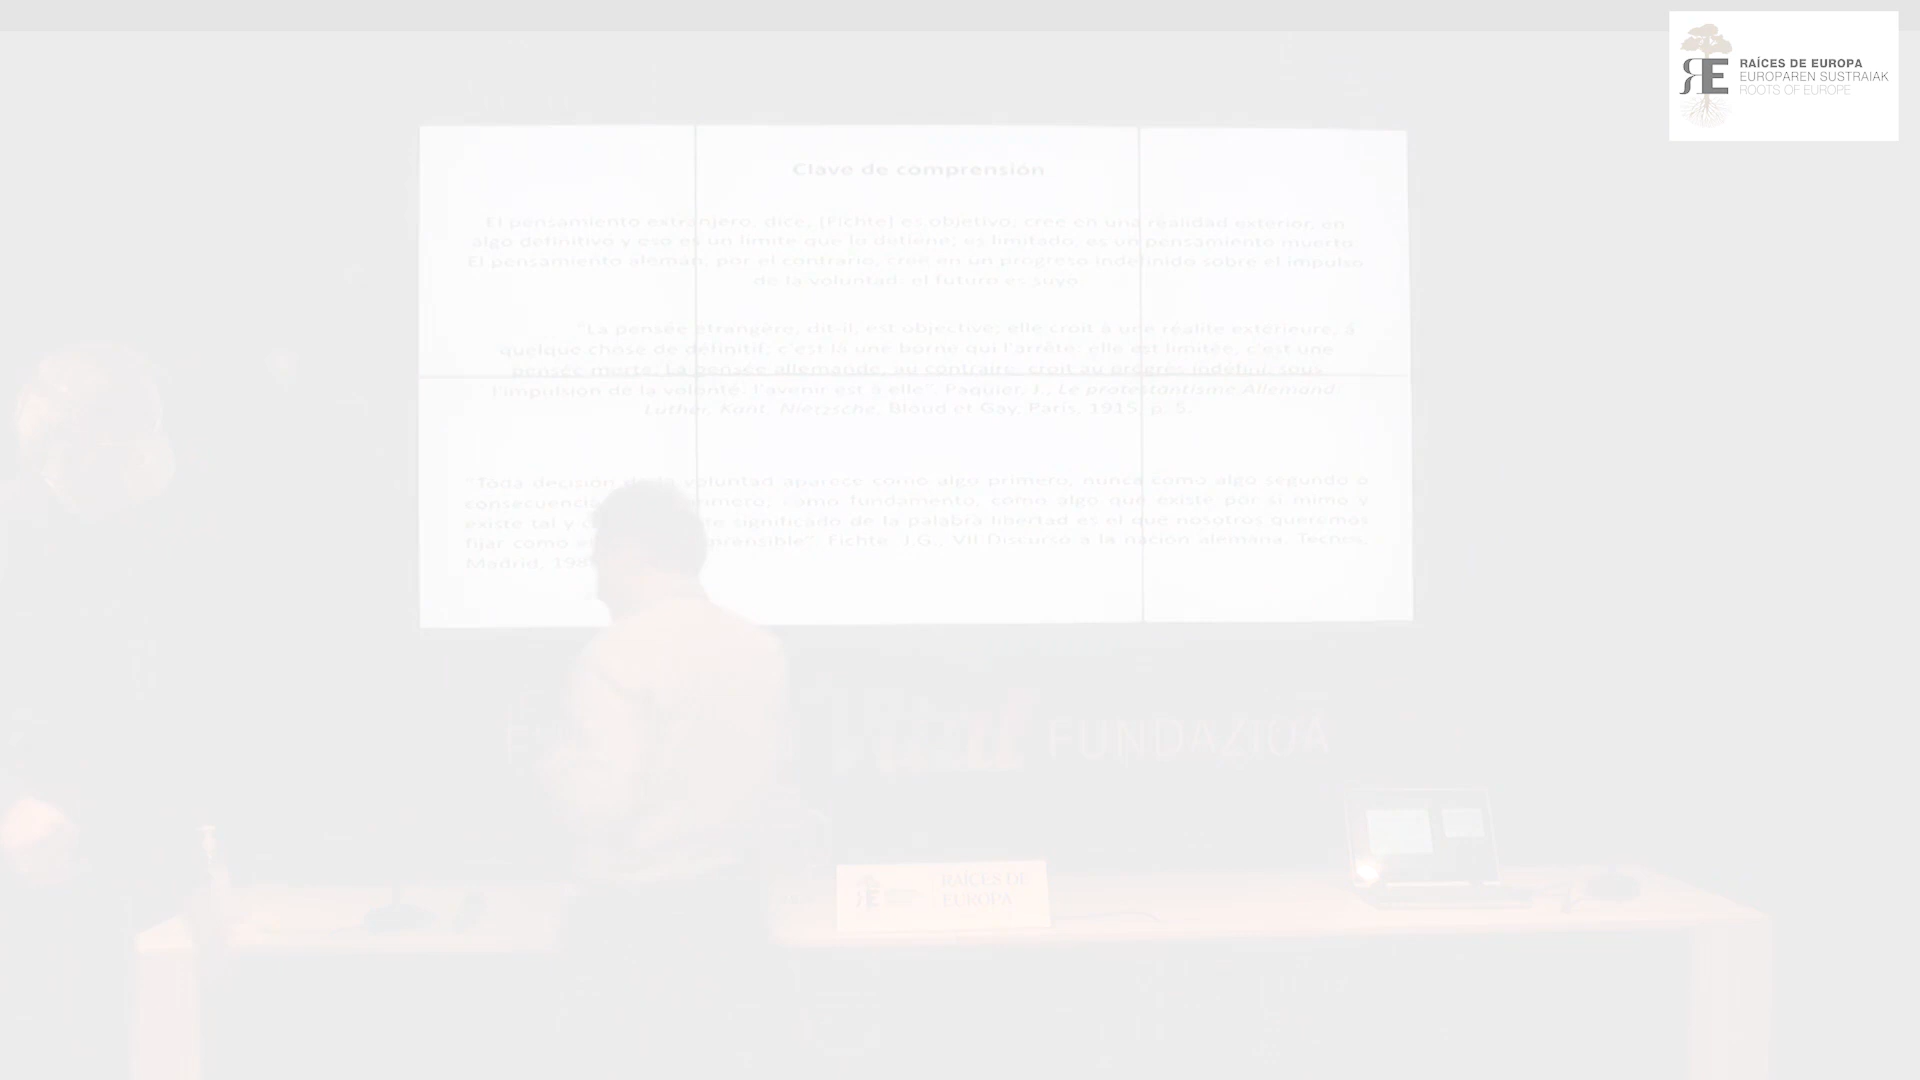 RAÍCES DE EUROPA
EUROPAREN SUSTRAIAK
ROOTS OF EUROPE
Clave de comprensión
El pensamiento extranjero, dice, (Fichte) es objetivo, cree en una realidad exterior, en
algo definitivo y eso es un límite que lo detiene; es limitado, es un pensamiento muerto.
El pensamiento alemán, por el contrario, cree en un progreso indefinido sobre el impulso
de la voluntad, el futuro es suyo.
"La pensée étrangère, dit-il, est objective; elle croit à une réalité extérieure, à
quelque chose de définitif, c'est là une borne qui l'arrête; elle est limitée, c'est une
pensée morte. La pensée allemande, au contraire, croit au progrès indéfini, sous
l'impulsion de la volonté, l'avenir est à elle". Paquier, J., Le protestantisme Allemand
Luther, Kant, Nietzsche, Bloud et Gay, Paris, 1915, p. 5.
"Toda decisión de la voluntad aparece como algo primero, nunca como algo segundo o
primero; como fundamento, como algo que existe por sí mimo y
existe tal y significado de la palabra libertad es el que nosotros queremos
fijar como Fichte, J.G., VII Discurso a la nación alemana, Tecnos,
Madrid,
FUNDAZIOA
RAÍCES DE
EUROPA